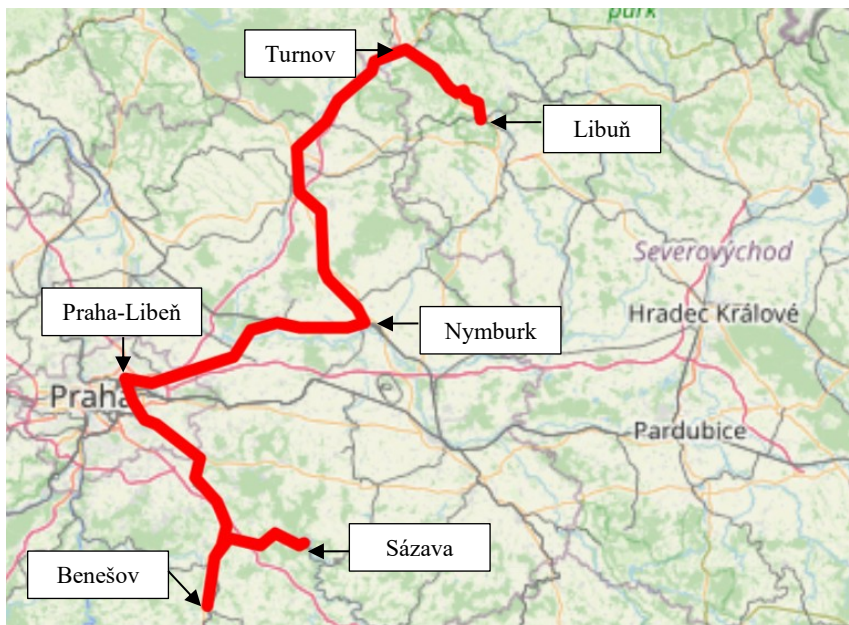 park
Turnov
Libuň
Severovýchod
Praha-Libeň
Hradec Králové
Nymburk
Praha
Pardubice
Sázava
Benešov